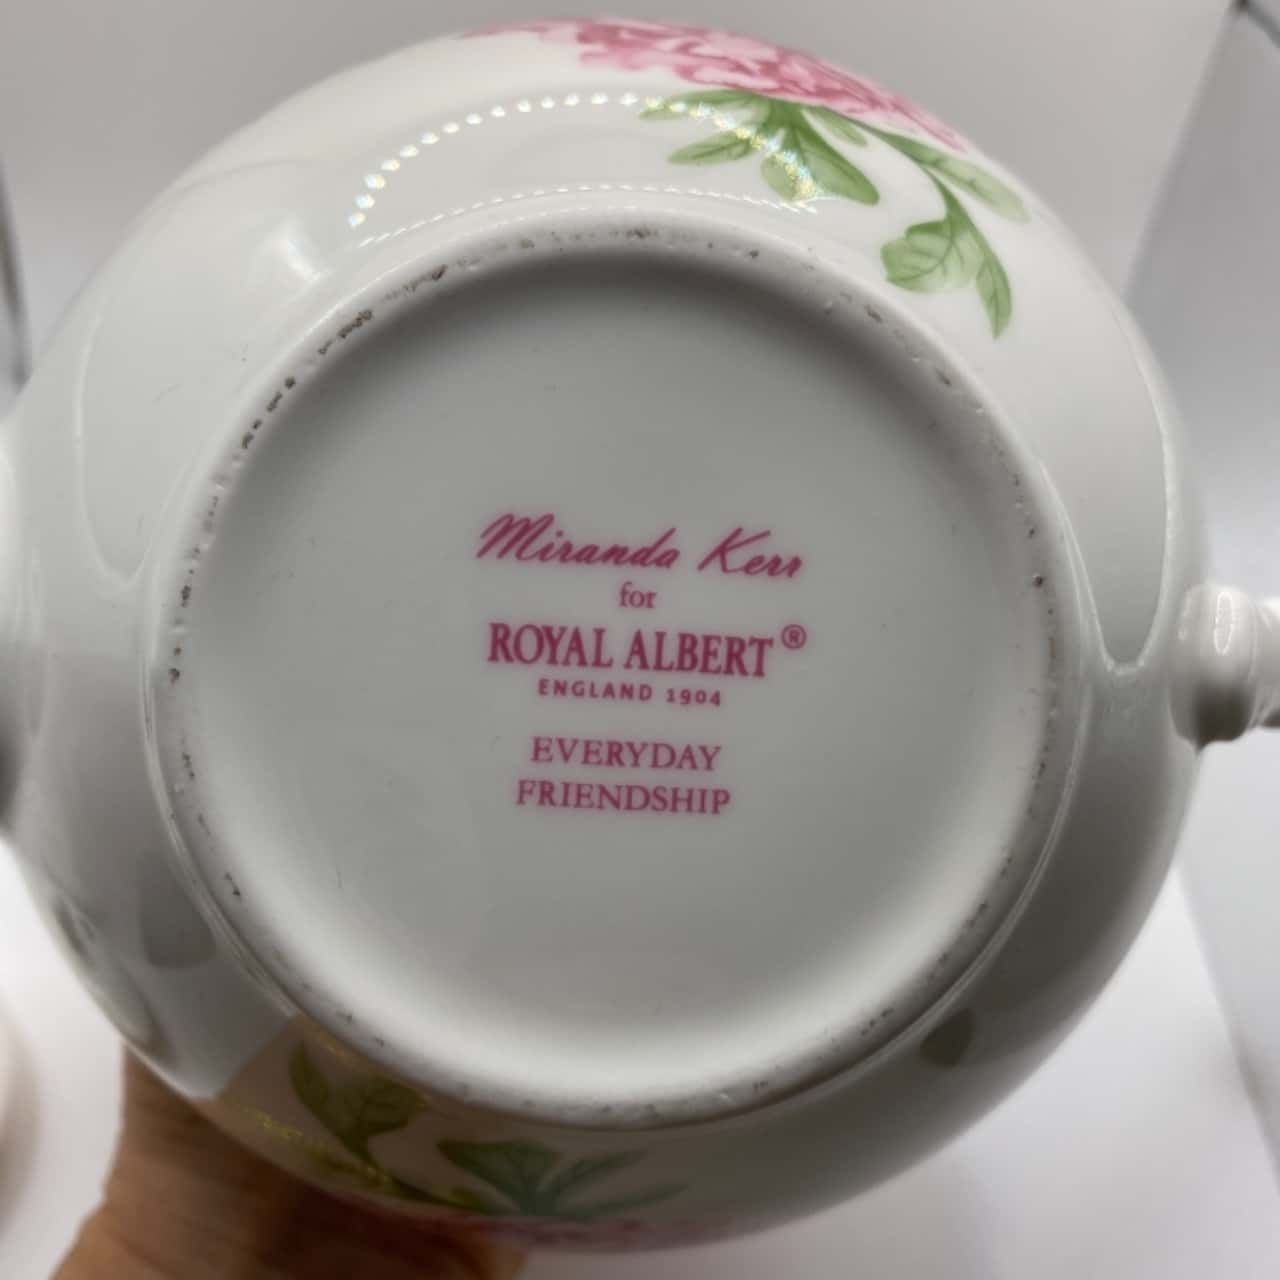 Miranda Kerr
for
ROYAL ALBERT®
ENGLAND 1904
EVERYDAY
FRIENDSHIP